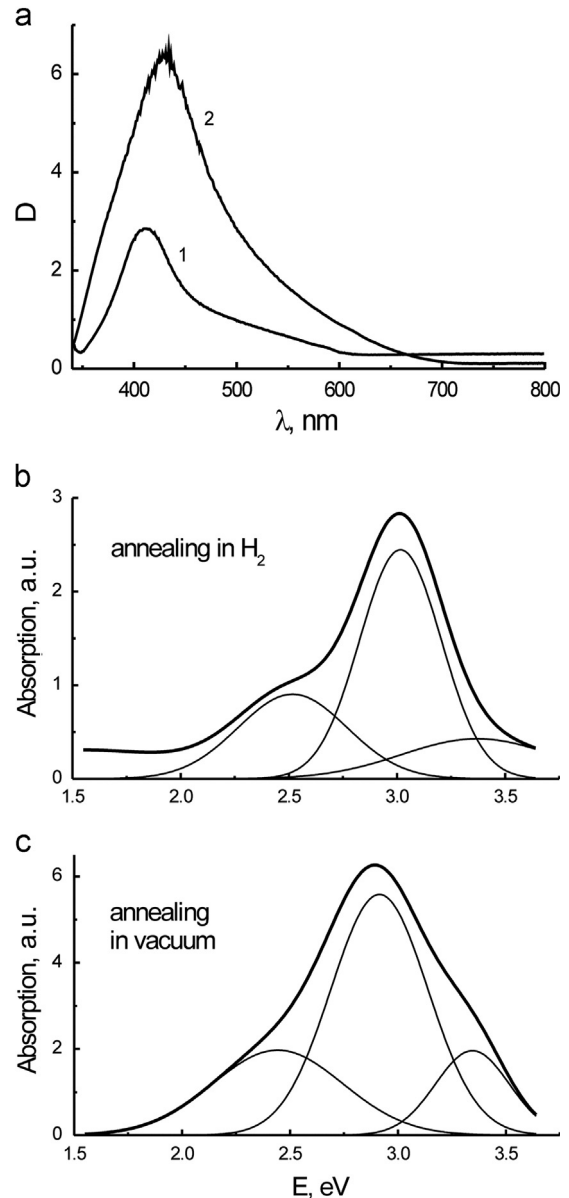 a
6
4
2
0
D
2
1
400
500
600
700
800
λ, nm
b
3
2
1
0
Absorption, a.u.
annealing in H₂
1.5
2.0
2.5
3.0
3.5
c
6
4
2
0
Absorption, a.u.
annealing
in vacuum
1.5
2.0
2.5
3.0
3.5
E, eV